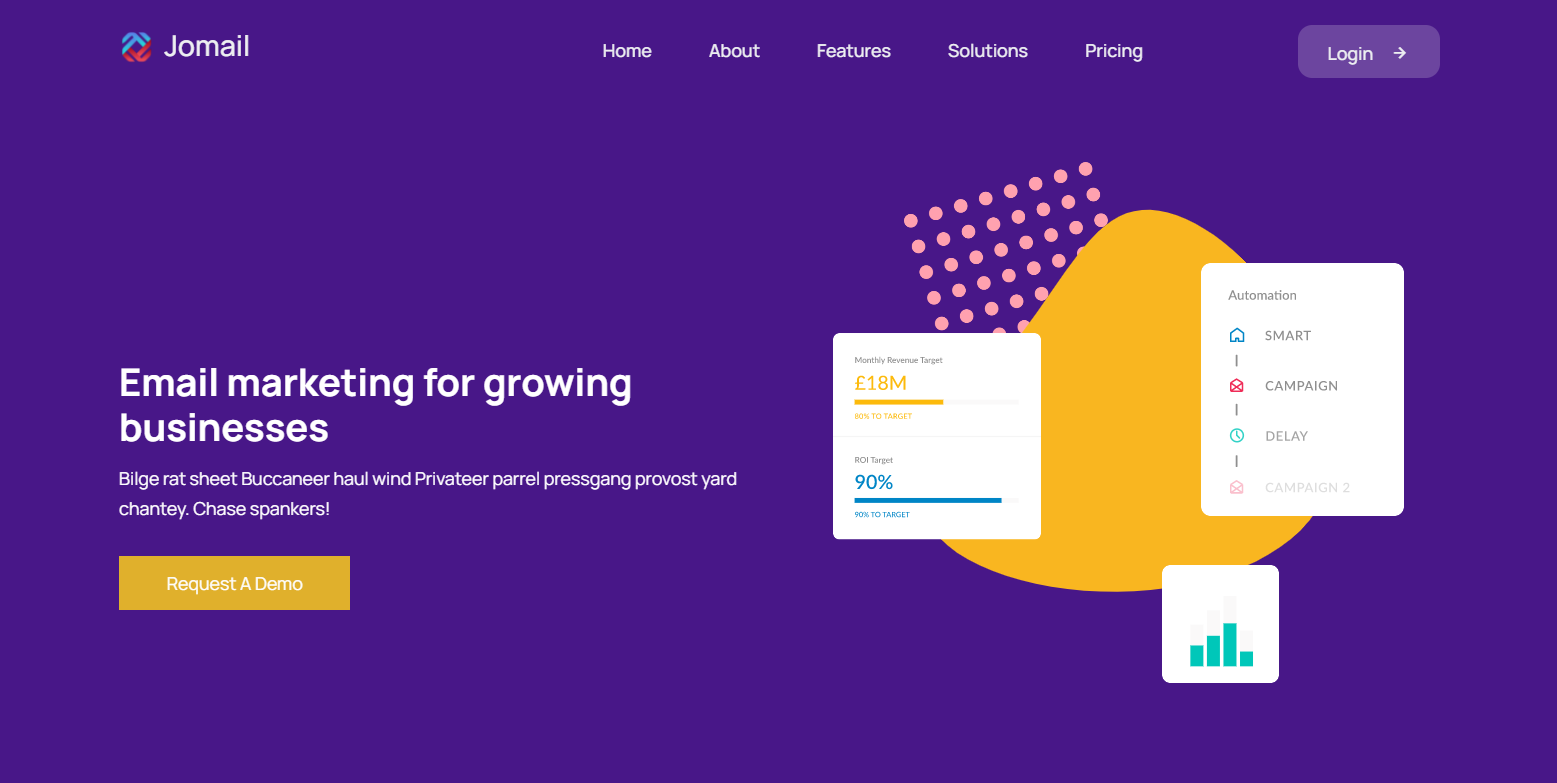 Jomail
Home About Features Solutions Pricing
Login
Email marketing for growing
businesses
Bilge rat sheet Buccaneer haul wind Privateer parrel pressgang provost yard
chantey. Chase spankers!
Request A Demo
Monthly Revenue Target
£18M
80% TO TARGET
ROI Target
90%
90% TO TARGET
Automation
SMART
CAMPAIGN
DELAY
CAMPAIGN 2